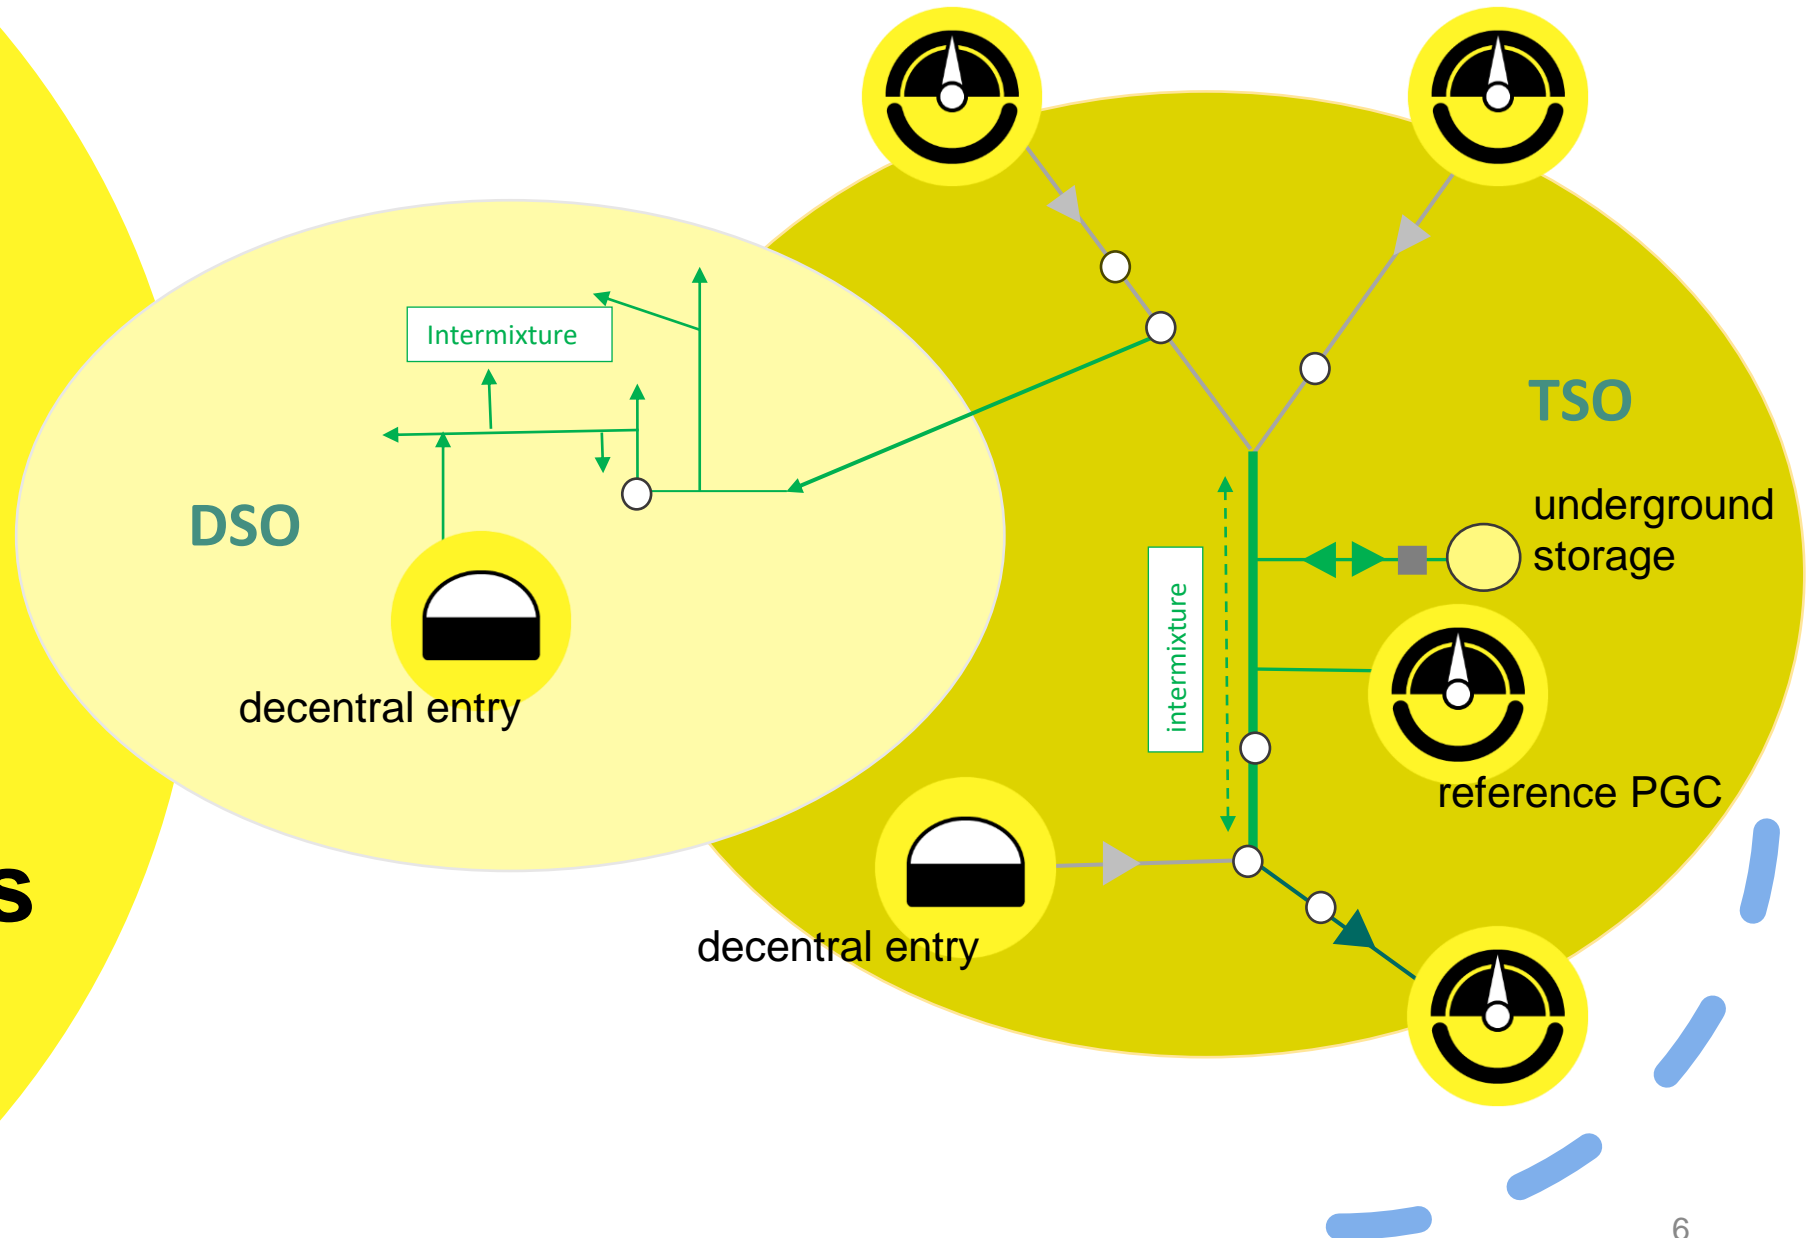 Intermixture
TSO
DSO
underground
storage
intermixture
decentral entry
reference PGC
s
decentral entry
6